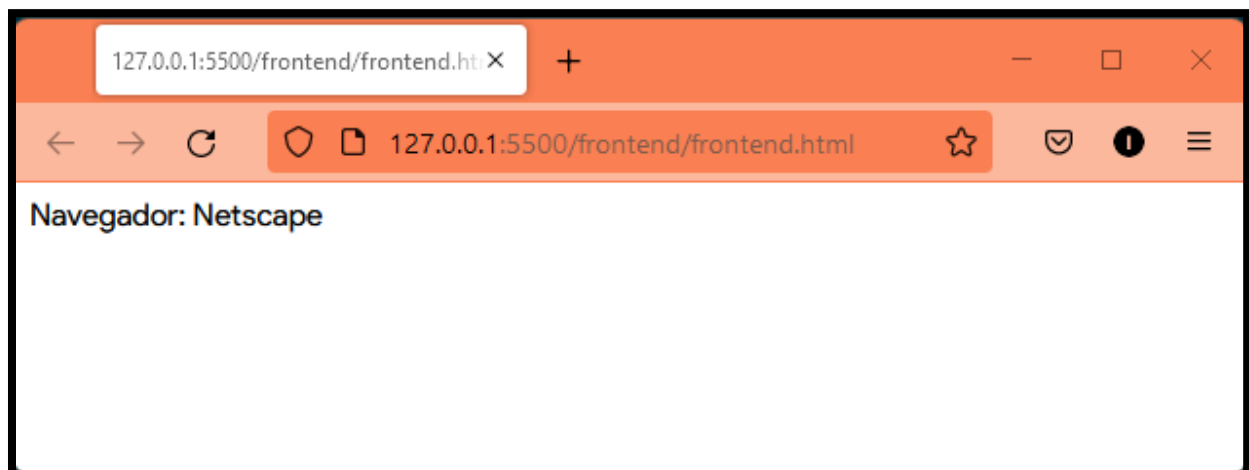 127.0.0.1:5500/frontend/frontend.ht
127.0.0.1:5500/frontend/frontend.html
Navegador: Netscape